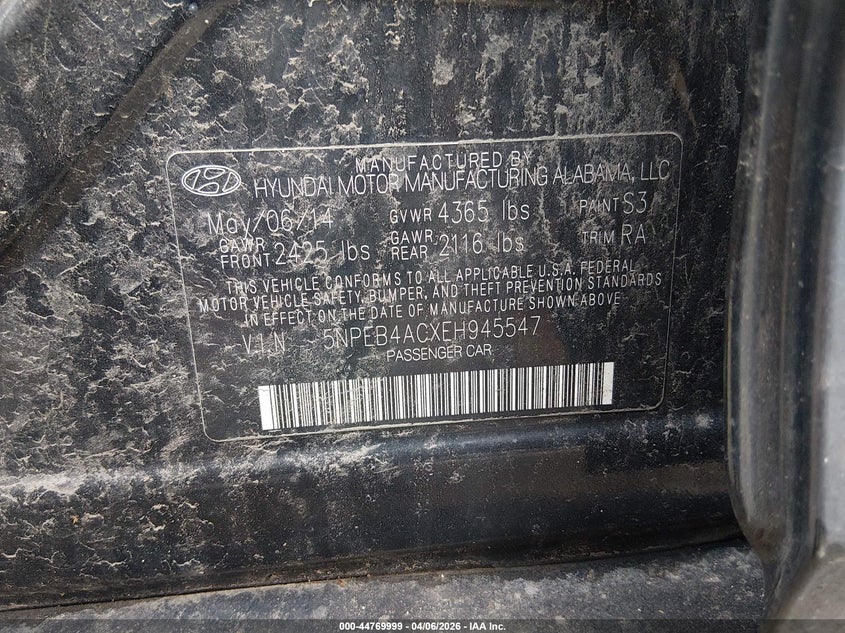 MANUFACTURED BY
HYUNDAI MOTOR MANUFACTURING ALABAMA, LLC
May/06/14 GVWR 4365 lbs PAINT S3
GAWR FRONT 2425 lbs GAWR REAR 2116 lbs TRIM RA
THIS VEHICLE CONFORMS TO ALL APPLICABLE U.S.A. FEDERAL
MOTOR VEHICLE SAFETY, BUMPER, AND THEFT PREVENTION STANDARDS
IN EFFECT ON THE DATE OF MANUFACTURE SHOWN ABOVE
V.I.N 5NPEB4ACXEH945547
PASSENGER CAR
000-44769999 - 04/06/2026 - IAA Inc.